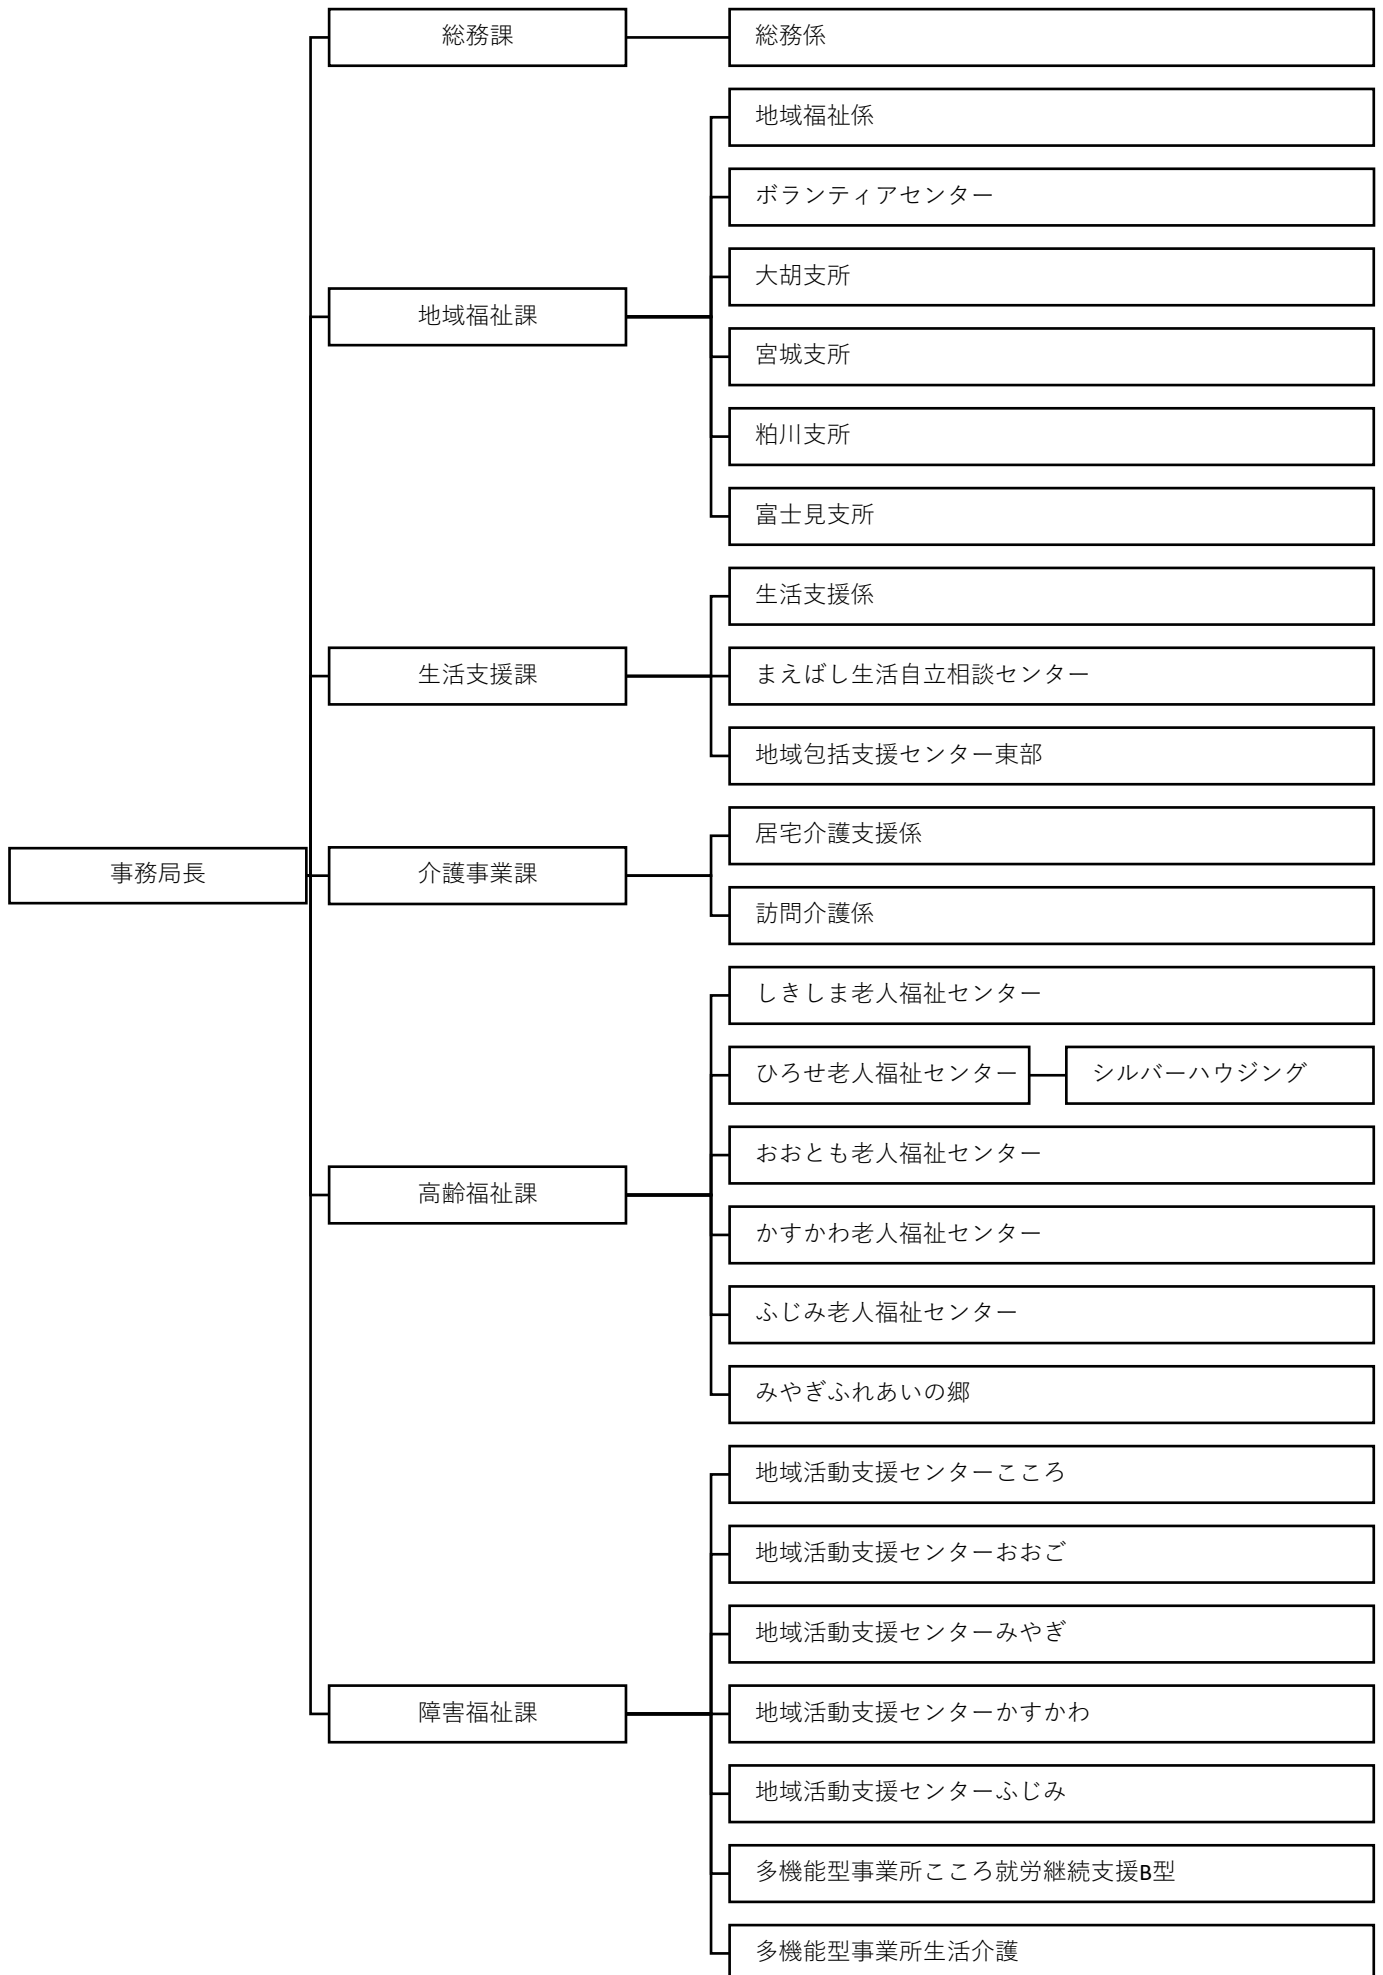 総務課
総務係
地域福祉係
ボランティアセンター
大胡支所
地域福祉課
宮城支所
粕川支所
富士見支所
生活支援係
生活支援課
まえばし生活自立相談センター
地域包括支援センター東部
居宅介護支援係
事務局長
介護事業課
訪問介護係
しきしま老人福祉センター
ひろせ老人福祉センター
シルバーハウジング
おおとも老人福祉センター
高齢福祉課
かすかわ老人福祉センター
ふじみ老人福祉センター
みやぎふれあいの郷
地域活動支援センターこころ
地域活動支援センターおおご
地域活動支援センターみやぎ
障害福祉課
地域活動支援センターかすかわ
地域活動支援センターふじみ
多機能型事業所こころ就労継続支援B型
多機能型事業所生活介護